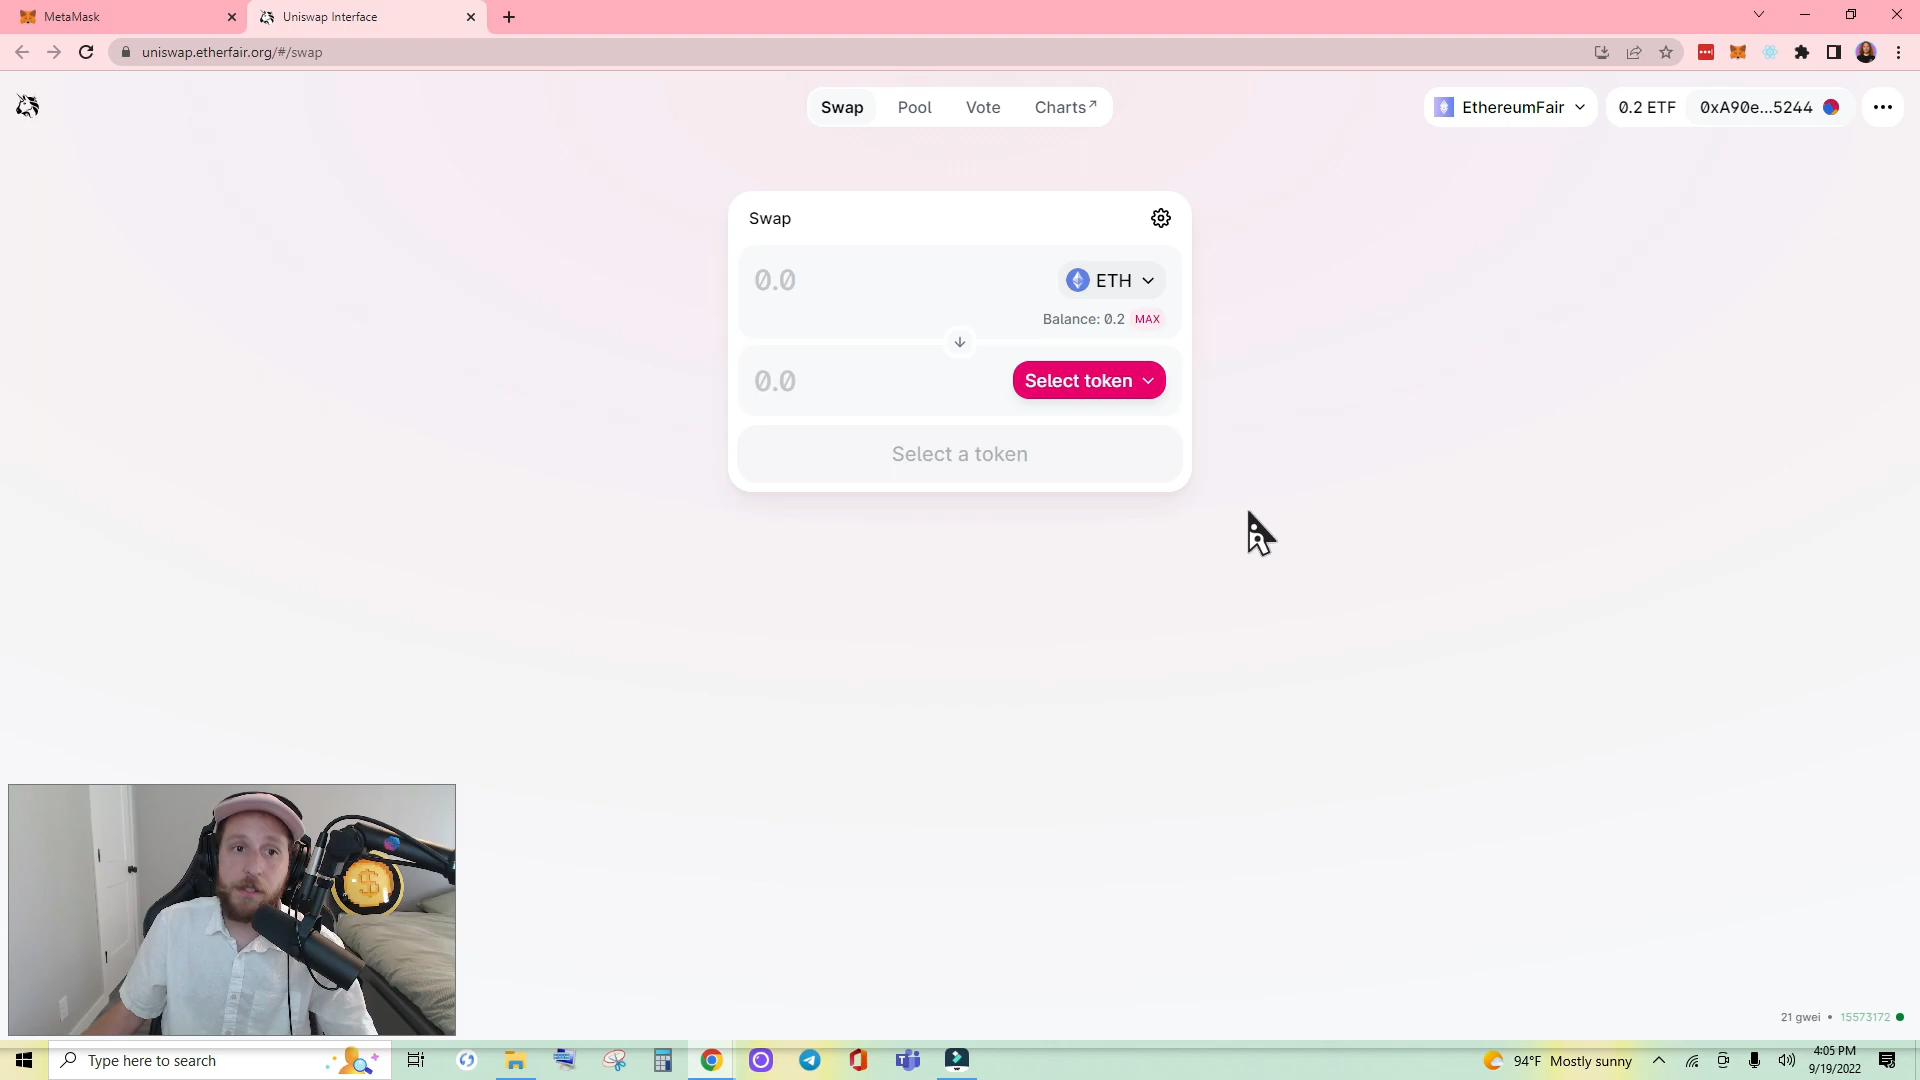 MetaMask
Uniswap Interface
uniswap.etherfair.org/#/swap
Swap
Pool
Vote
Charts↗
EthereumFair
0.2 ETF
0xA90e...5244
Swap
0.0
ETH
Balance: 0.2
MAX
0.0
Select token
Select a token
21 gwei • 15573172
Type here to search
94°F Mostly sunny
4:05 PM
9/19/2022